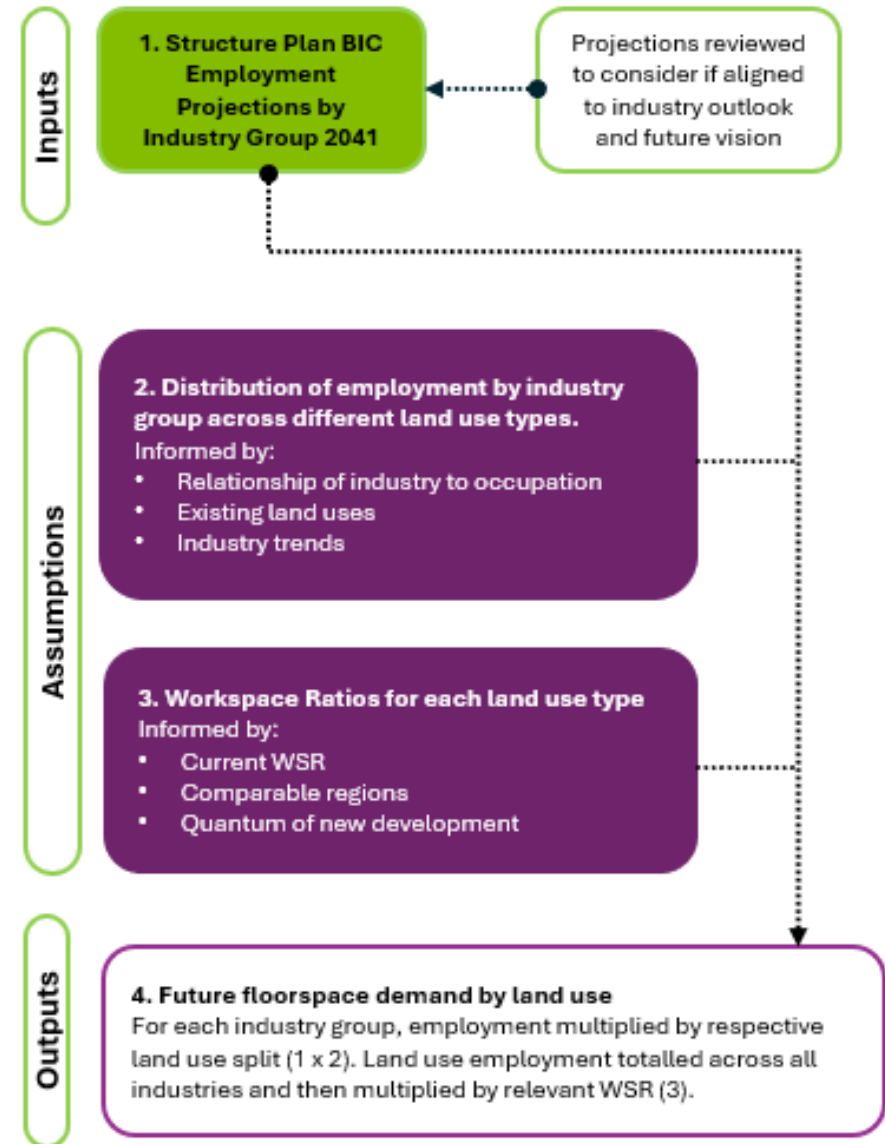 Inputs
1. Structure Plan BIC
Employment
Projections by
Industry Group 2041
Projections reviewed
to consider if aligned
to industry outlook
and future vision
Assumptions
2. Distribution of employment by industry
group across different land use types.
Informed by:
• Relationship of industry to occupation
• Existing land uses
• Industry trends
3. Workspace Ratios for each land use type
Informed by:
• Current WSR
• Comparable regions
• Quantum of new development
Outputs
4. Future floorspace demand by land use
For each industry group, employment multiplied by respective
land use split (1 x 2). Land use employment totalled across all
industries and then multiplied by relevant WSR (3).